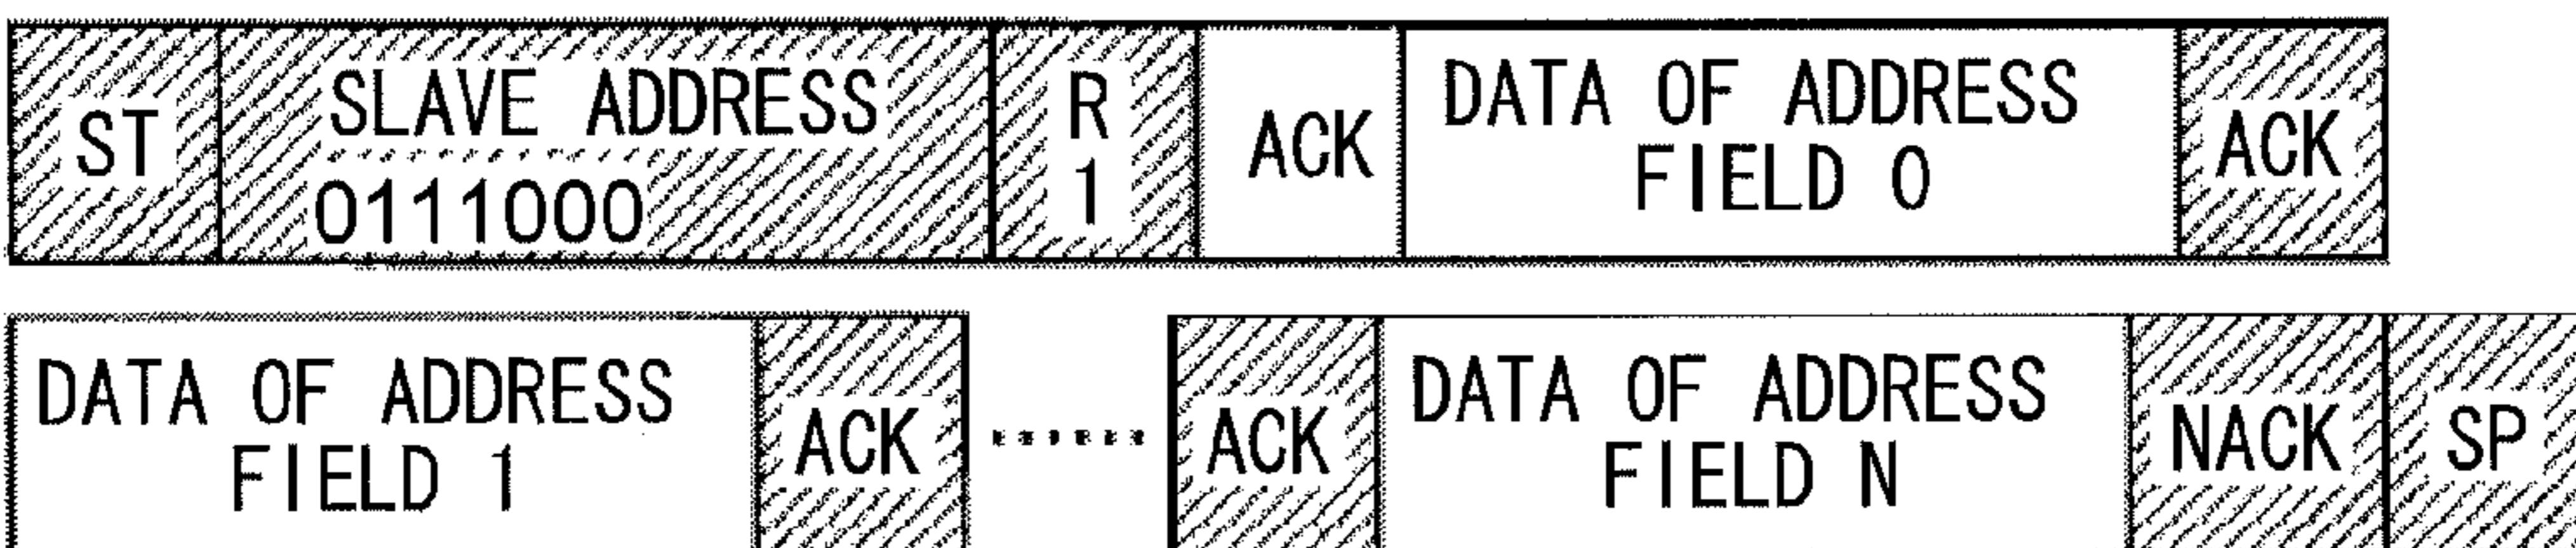 ST
SLAVE ADDRESS
0111000
R
1
ACK
DATA OF ADDRESS
FIELD 0
ACK
DATA OF ADDRESS
FIELD 1
ACK
ACK
DATA OF ADDRESS
FIELD N
NACK
SP